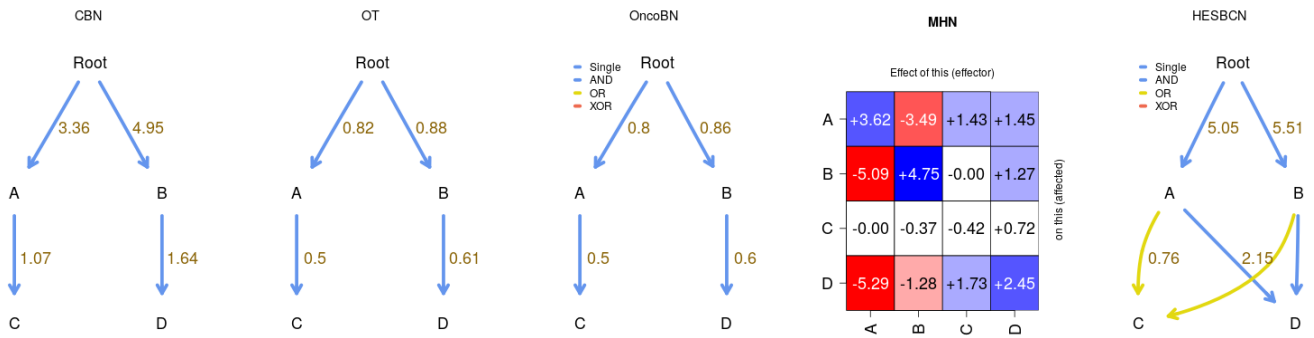 CBN
Root
3.36
4.95
A
B
1.07
1.64
C
D
OT
Root
0.82
0.88
A
B
0.5
0.61
C
D
OncoBN
Single
AND
OR
XOR
Root
0.8
0.86
A
B
0.5
0.6
C
D
MHN
Effect of this (effector)
A +3.62 -3.49 +1.43 +1.45
B -5.09 +4.75 -0.00 +1.27
C -0.00 -0.37 -0.42 +0.72
D -5.29 -1.28 +1.73 +2.45
A B C D
on this (affected)
HESBCN
Single
AND
OR
XOR
Root
5.05
5.51
A
B
0.76
2.15
C
D